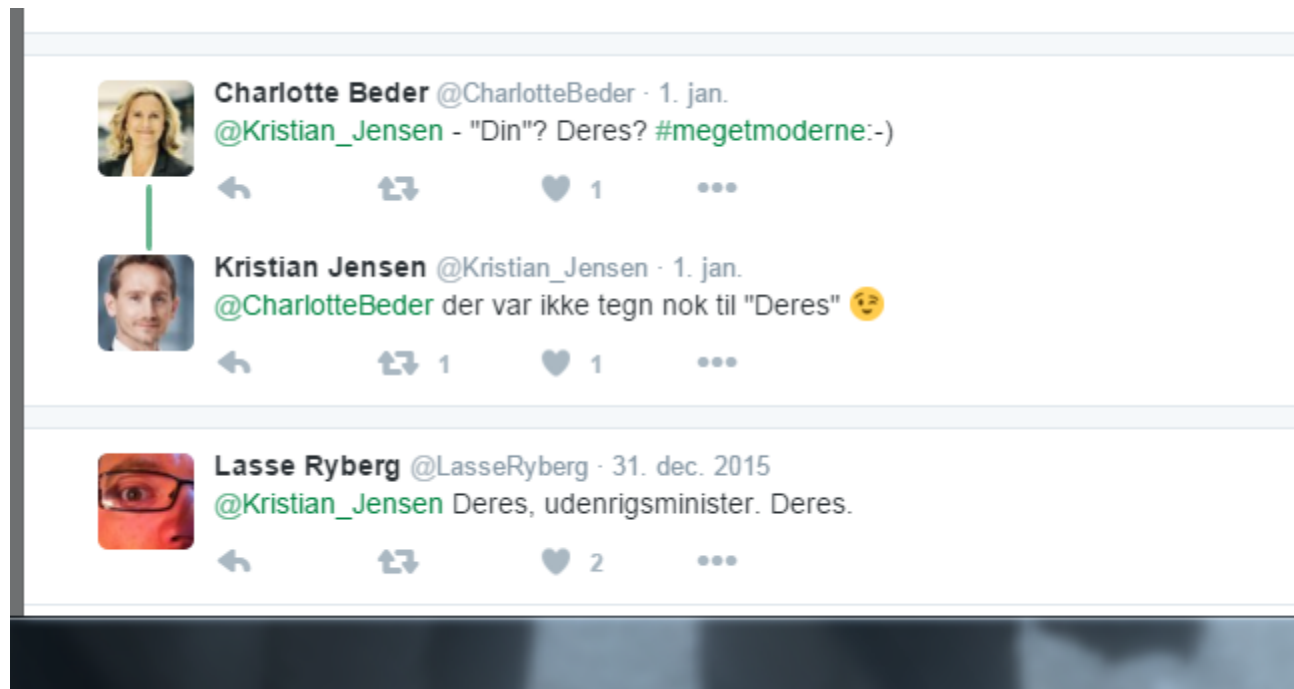 Charlotte Beder @CharlotteBeder · 1. jan.
@Kristian_Jensen - "Din"? Deres? #megetmoderne:-)
1
Kristian Jensen @Kristian_Jensen · 1. jan.
@CharlotteBeder der var ikke tegn nok til "Deres" 😉
1 1
Lasse Ryberg @LasseRyberg · 31. dec. 2015
@Kristian_Jensen Deres, udenrigsminister. Deres.
2